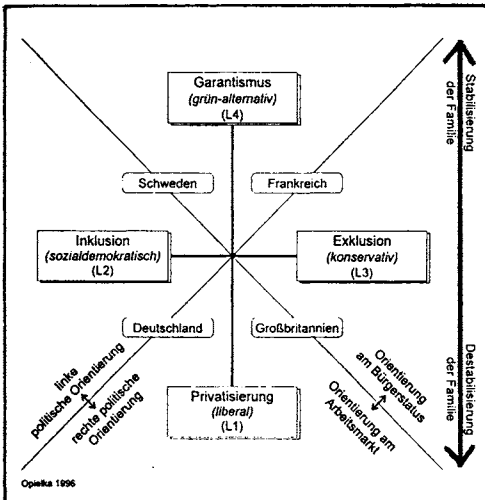 Garantismus
(grün-alternativ)
(L4)
Stabilisierung
der Familie
Schweden
Frankreich
Inklusion
(sozialdemokratisch)
(L2)
Exklusion
(konservativ)
(L3)
Deutschland
Großbritannien
linke
politische Orientierung
rechte politische
Orientierung
Privatisierung
(liberal)
(L1)
Orientierung
am Bürgerstatus
Orientierung am
Arbeitsmarkt
Destabilisierung
der Familie
Opielka 1996